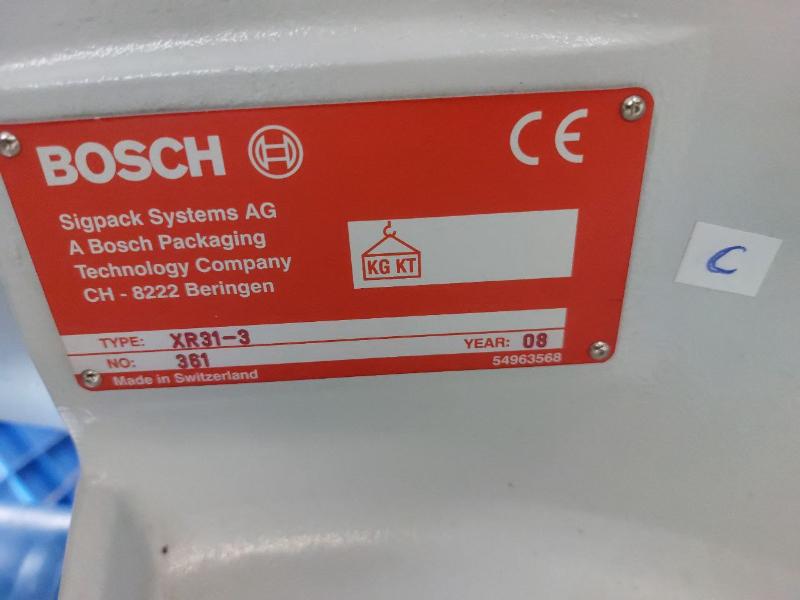 BOSCH
CE
Sigpack Systems AG
A Bosch Packaging
Technology Company
CH - 8222 Beringen
KG KT
TYPE: XR31-3
YEAR: 08
NO: 361
54963568
Made in Switzerland
C